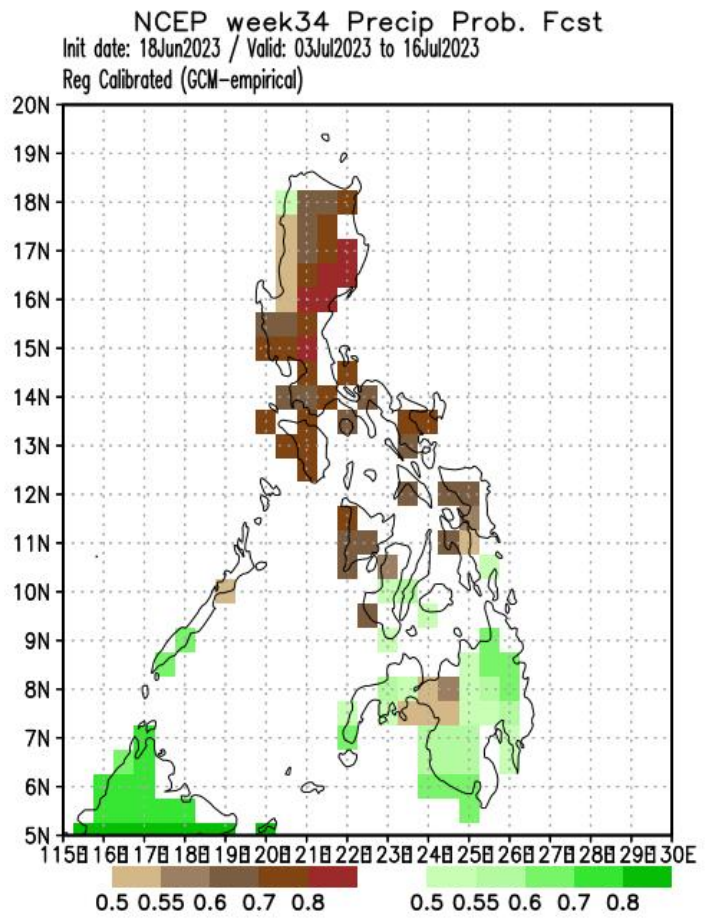 NCEP week34 Precip Prob. Fcst
Init date: 18Jun2023 / Valid: 03Jul2023 to 16Jul2023
Reg Calibrated (GCM-empirical)
20N
19N
18N
17N
16N
15N
14N
13N
12N
11N
10N
9N
8N
7N
6N
5N
0.5 0.55 0.6 0.7 0.8 0.5 0.55 0.6 0.7 0.8